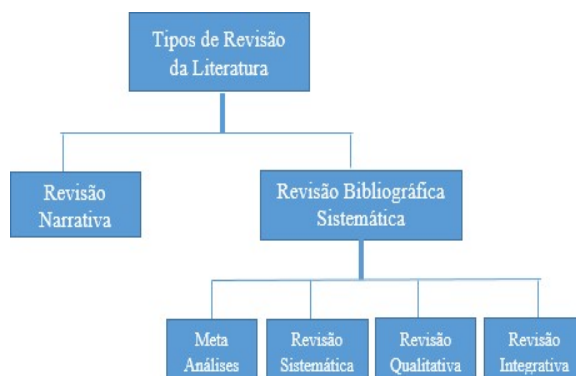 Tipos de Revisão
da Literatura
Revisão
Narrativa
Revisão Bibliográfica
Sistemática
Meta
Análises
Revisão
Sistemática
Revisão
Qualitativa
Revisão
Integrativa